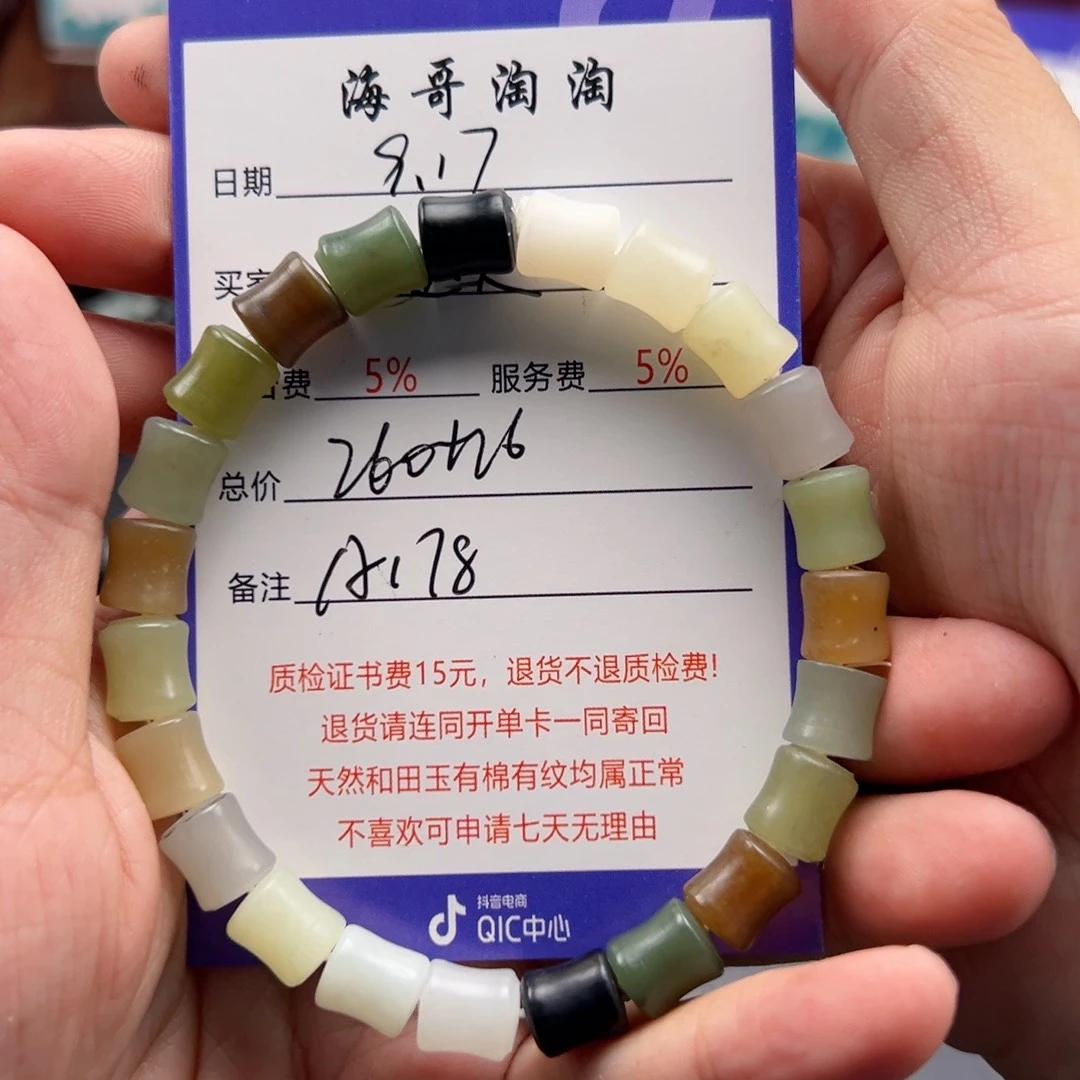 海哥淘淘
日期 9.17
买家
费 5% 服务费 5%
总价 260
备注 A178
质检证书费15元，退货不退质检费!
退货请连同开单卡一同寄回
天然和田玉有棉有纹均属正常
不喜欢可申请七天无理由
抖音电商
QIC中心